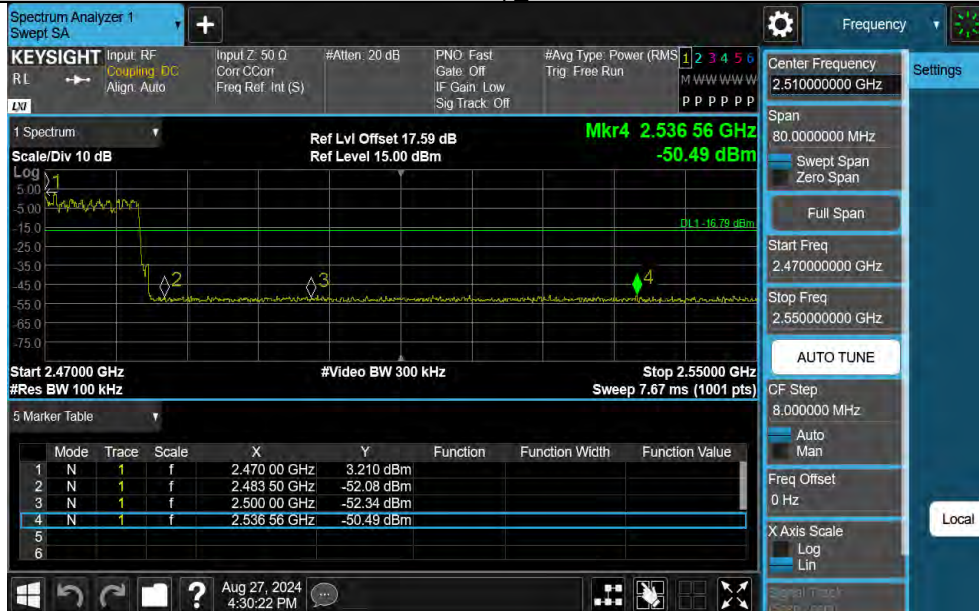 Spectrum Analyzer 1
Swept SA
Frequency
KEYSIGHT
RL
LXI
Input: RF
Coupling: DC
Align: Auto
Input Z: 50 Ω
Corr CCorr
Freq Ref: Int (S)
#Atten: 20 dB
PNO: Fast
Gate: Off
IF Gain: Low
Sig Track: Off
#Avg Type: Power (RMS
Trig: Free Run
1 2 3 4 5 6
M W W W W W
P P P P P P
1 Spectrum
Scale/Div 10 dB
Ref Lvl Offset 17.59 dB
Ref Level 15.00 dBm
Mkr4 2.536 56 GHz
-50.49 dBm
Log
5.00
-5.00
-15.0
-25.0
-35.0
-45.0
-55.0
-65.0
-75.0
1
2
3
4
DL1 -16.79 dBm
Start 2.47000 GHz
#Res BW 100 kHz
#Video BW 300 kHz
Stop 2.55000 GHz
Sweep 7.67 ms (1001 pts)
5 Marker Table
Mode Trace Scale X Y Function Function Width Function Value
1 N 1 f 2.470 00 GHz 3.210 dBm
2 N 1 f 2.483 50 GHz -52.08 dBm
3 N 1 f 2.500 00 GHz -52.34 dBm
4 N 1 f 2.536 56 GHz -50.49 dBm
5
6
?
Aug 27, 2024
4:30:22 PM
Center Frequency
2.510000000 GHz
Span
80.0000000 MHz
Swept Span
Zero Span
Full Span
Start Freq
2.470000000 GHz
Stop Freq
2.550000000 GHz
AUTO TUNE
CF Step
8.000000 MHz
Auto
Man
Freq Offset
0 Hz
X Axis Scale
Log
Lin
Signal Track
Settings
Local